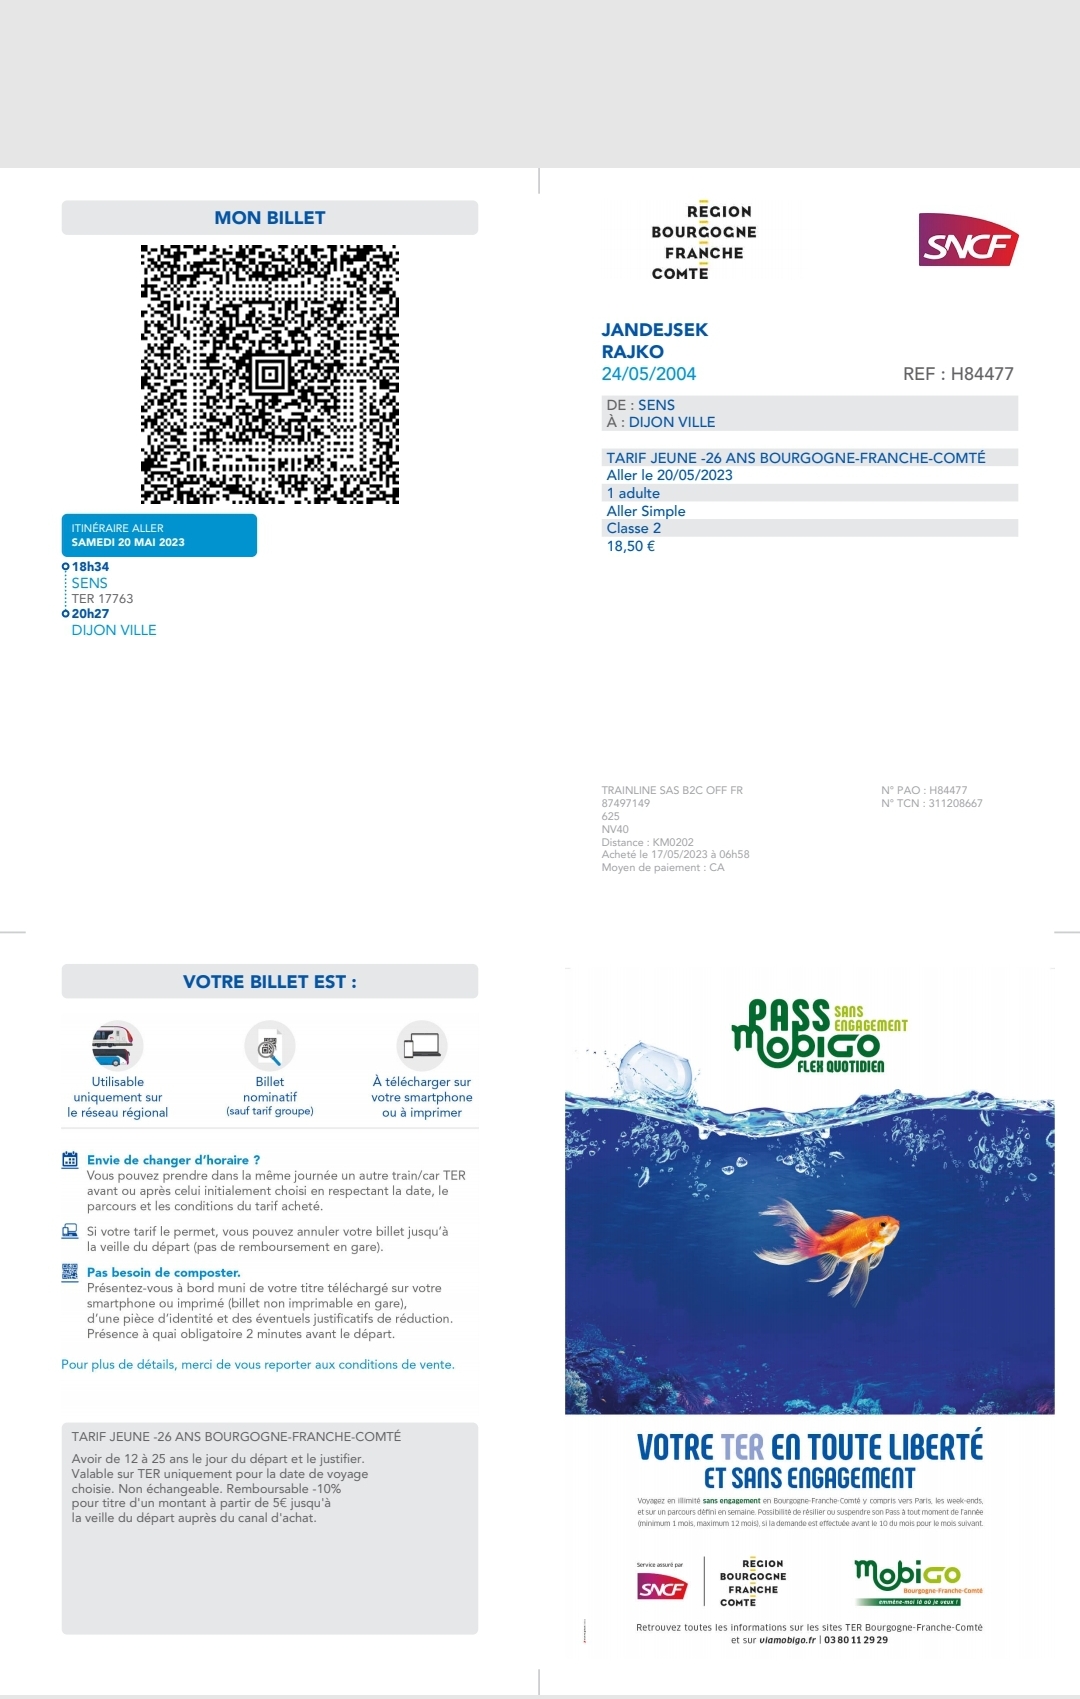 MON BILLET
ITINÉRAIRE ALLER
SAMEDI 20 MAI 2023
18h34
SENS
TER 17763
20h27
DIJON VILLE
REGION
BOURGOGNE
FRANCHE
COMTE
SNCF
JANDEJSEK
RAJKO
24/05/2004
REF : H84477
DE : SENS
À : DIJON VILLE
TARIF JEUNE -26 ANS BOURGOGNE-FRANCHE-COMTÉ
Aller le 20/05/2023
1 adulte
Aller Simple
Classe 2
18,50 €
TRAINLINE SAS B2C OFF FR
87497149
625
NV40
Distance : KM0202
Acheté le 17/05/2023 à 06h58
Moyen de paiement : CA
N° PAO : H84477
N° TCN : 311208667
VOTRE BILLET EST :
Utilisable
uniquement sur
le réseau régional
Billet
nominatif
(sauf tarif groupe)
À télécharger sur
votre smartphone
ou à imprimer
Envie de changer d’horaire ?
Vous pouvez prendre dans la même journée un autre train/car TER
avant ou après celui initialement choisi en respectant la date, le
parcours et les conditions du tarif acheté.
Si votre tarif le permet, vous pouvez annuler votre billet jusqu’à
la veille du départ (pas de remboursement en gare).
Pas besoin de composter.
Présentez-vous à bord muni de votre titre téléchargé sur votre
smartphone ou imprimé (billet non imprimable en gare),
d’une pièce d’identité et des éventuels justificatifs de réduction.
Présence à quai obligatoire 2 minutes avant le départ.
Pour plus de détails, merci de vous reporter aux conditions de vente.
TARIF JEUNE -26 ANS BOURGOGNE-FRANCHE-COMTÉ
Avoir de 12 à 25 ans le jour du départ et le justifier.
Valable sur TER uniquement pour la date de voyage
choisie. Non échangeable. Remboursable -10%
pour titre d'un montant à partir de 5€ jusqu'à
la veille du départ auprès du canal d'achat.
PASS SANS
ENGAGEMENT
MOBIGO
FLEX QUOTIDIEN
VOTRE TER EN TOUTE LIBERTÉ
ET SANS ENGAGEMENT
Voyagez en illimité sans engagement en Bourgogne-Franche-Comté y compris vers Paris, les week-ends,
et sur un parcours défini en semaine. Possibilité de résilier ou suspendre son Pass à tout moment de l'année
(minimum 1 mois, maximum 12 mois), si la demande est effectuée avant le 10 du mois pour le mois suivant.
Service assuré par
SNCF
REGION
BOURGOGNE
FRANCHE
COMTE
MobiGO
Bourgogne-Franche-Comté
emmène-moi là où je veux !
Retrouvez toutes les informations sur les sites TER Bourgogne-Franche-Comté
et sur viamobigo.fr | 03 80 11 29 29